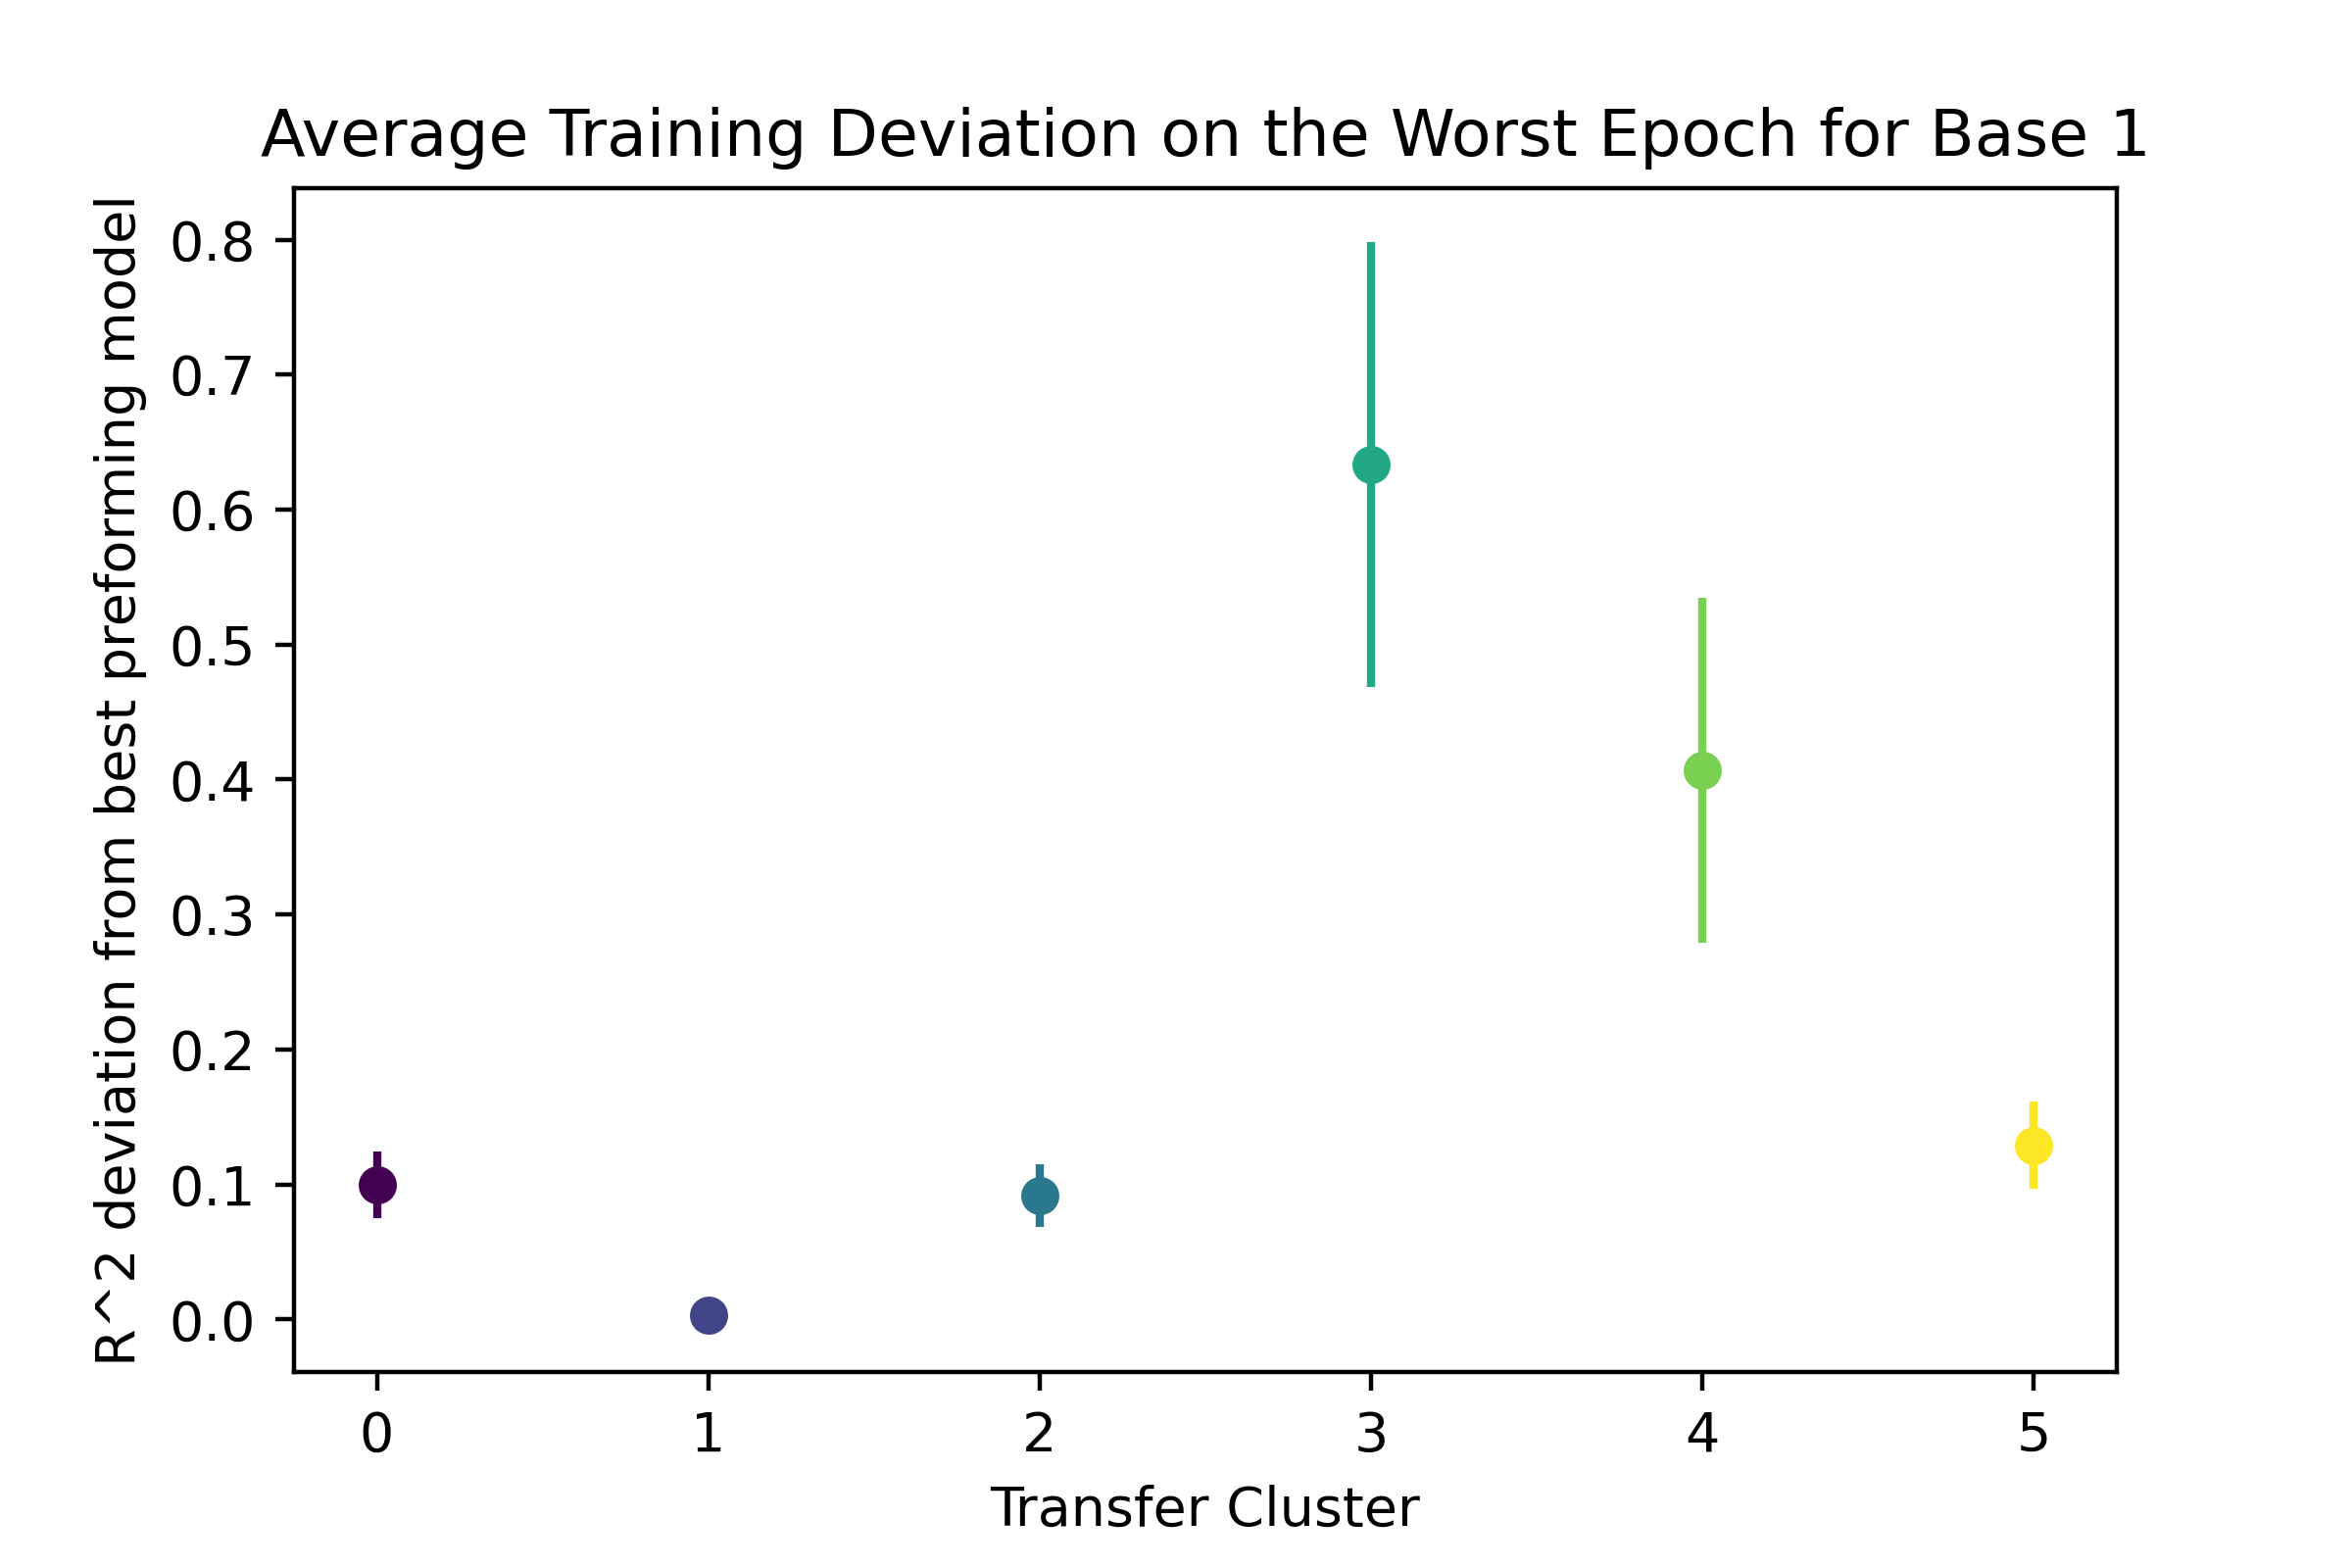 Average Training Deviation on the Worst Epoch for Base 1
R^2 deviation from best preforming model
0.8
0.7
0.6
0.5
0.4
0.3
0.2
0.1
0.0
0 1 2 3 4 5
Transfer Cluster